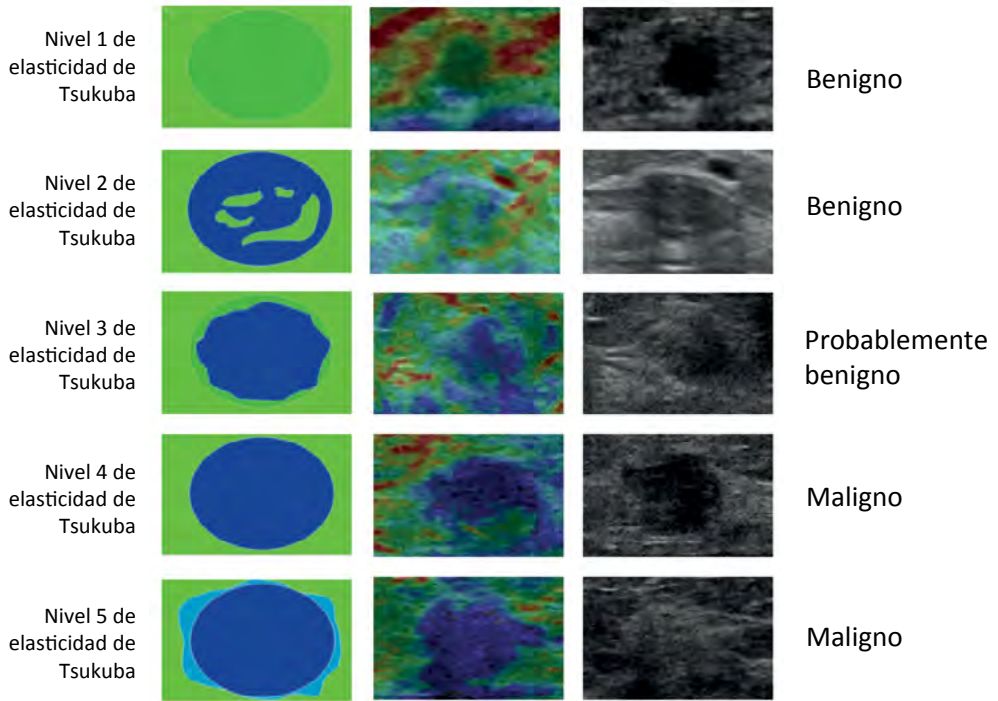 Nivel 1 de
elasticidad de
Tsukuba
Benigno
Nivel 2 de
elasticidad de
Tsukuba
Benigno
Nivel 3 de
elasticidad de
Tsukuba
Probablemente
benigno
Nivel 4 de
elasticidad de
Tsukuba
Maligno
Nivel 5 de
elasticidad de
Tsukuba
Maligno